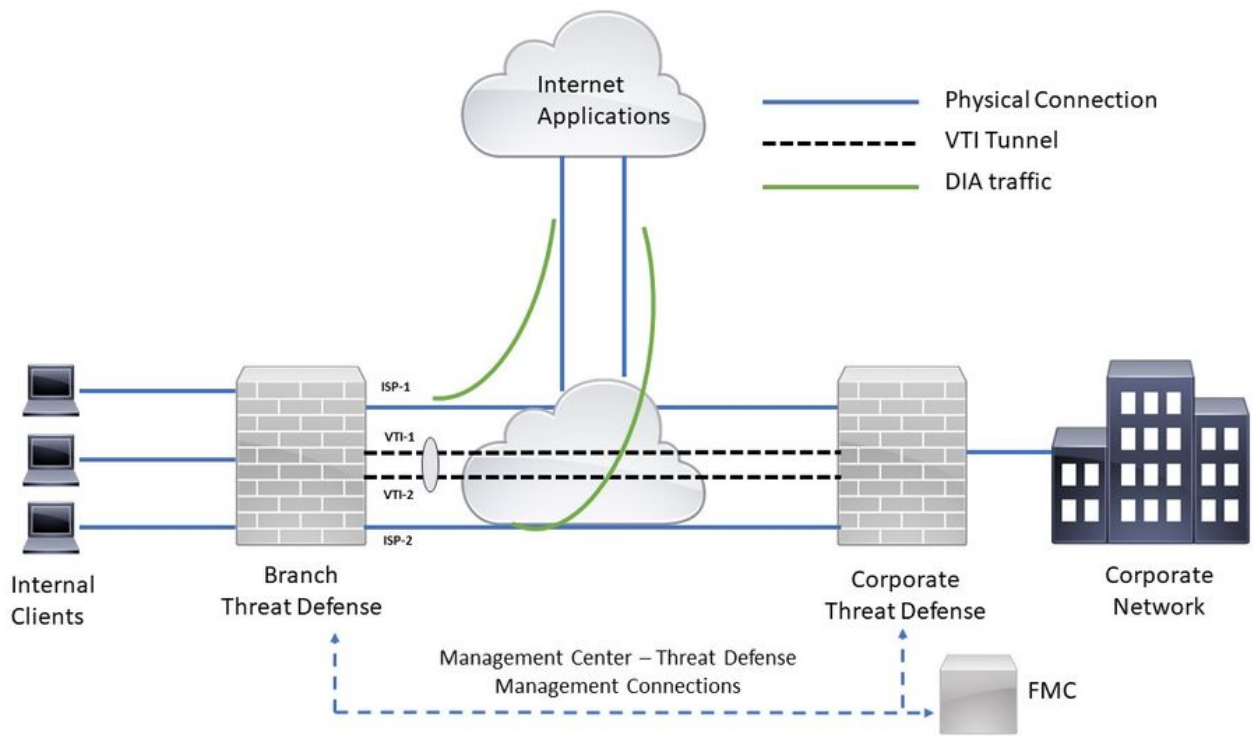 Internet
Applications
Physical Connection
VTI Tunnel
DIA traffic
ISP-1
VTI-1
VTI-2
ISP-2
Internal
Clients
Branch
Threat Defense
Corporate
Threat Defense
Corporate
Network
Management Center – Threat Defense
Management Connections
FMC